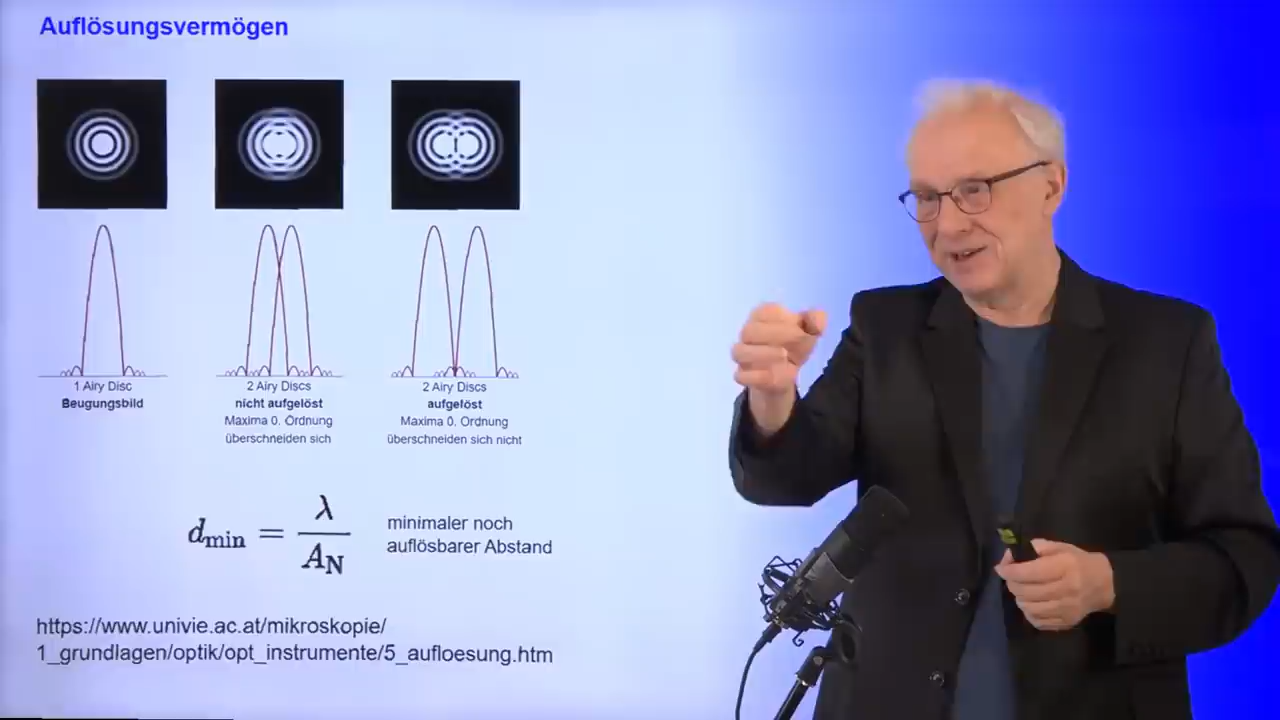 Auflösungsvermögen
1 Airy Disc
Beugungsbild
2 Airy Discs
nicht aufgelöst
Maxima 0. Ordnung
überschneiden sich
2 Airy Discs
aufgelöst
Maxima 0. Ordnung
überschneiden sich nicht
d_min = λ / A_N
minimaler noch
auflösbarer Abstand
https://www.univie.ac.at/mikroskopie/
1_grundlagen/optik/opt_instrumente/5_aufloesung.htm